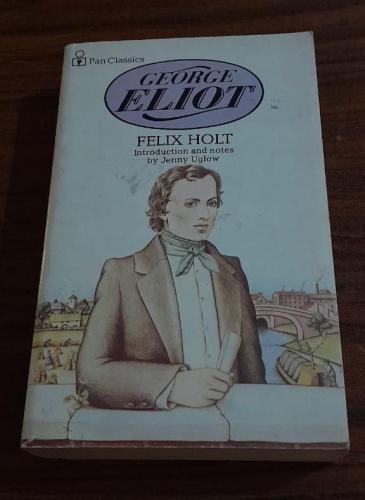 Pan Classics
GEORGE
ELIOT
FELIX HOLT
Introduction and notes
by Jenny Uglow